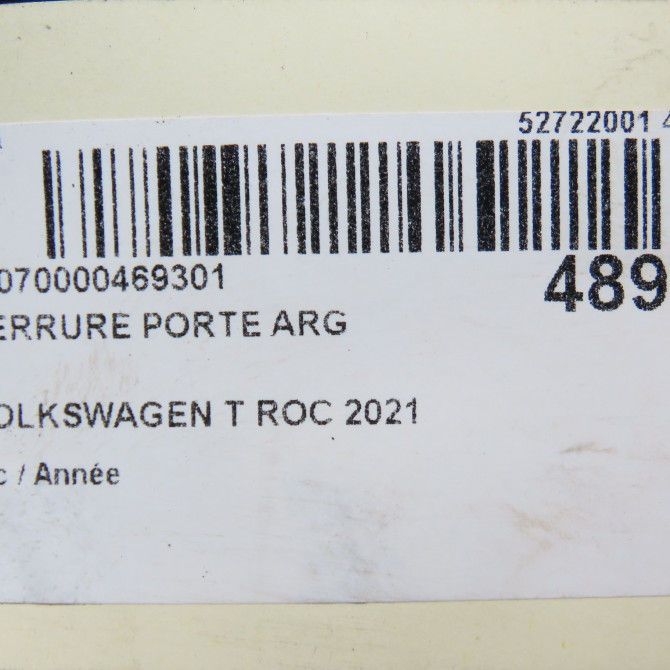 52722001 4
070000469301
489
ERRURE PORTE ARG
OLKSWAGEN T ROC 2021
c / Année